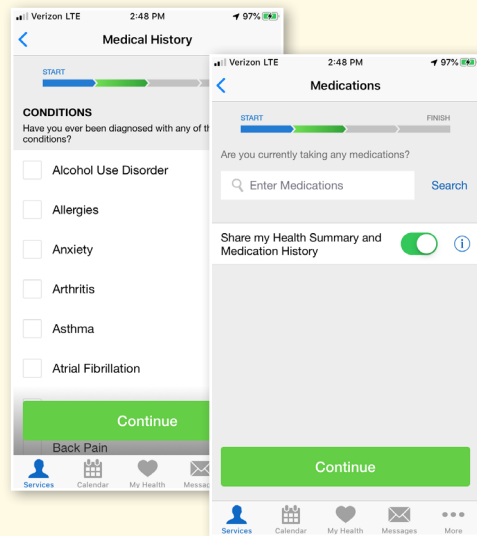 Verizon LTE 2:48 PM 97%
Medical History
START
CONDITIONS
Have you ever been diagnosed with any of
conditions?
Alcohol Use Disorder
Allergies
Anxiety
Arthritis
Asthma
Atrial Fibrillation
Continue
Back Pain
Services Calendar My Health
Verizon LTE 2:48 PM 97%
Medications
START FINISH
Are you currently taking any medications?
Enter Medications Search
Share my Health Summary and
Medication History
Continue
Services Calendar My Health Messages More